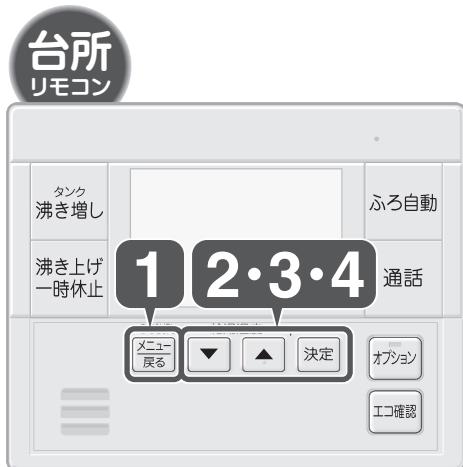 台所
リモコン
タンク
沸き増し
ふろ自動
沸き上げ
一時休止
1
2・3・4
通話
メニュー
戻る
▼
▲
決定
オプション
エコ確認